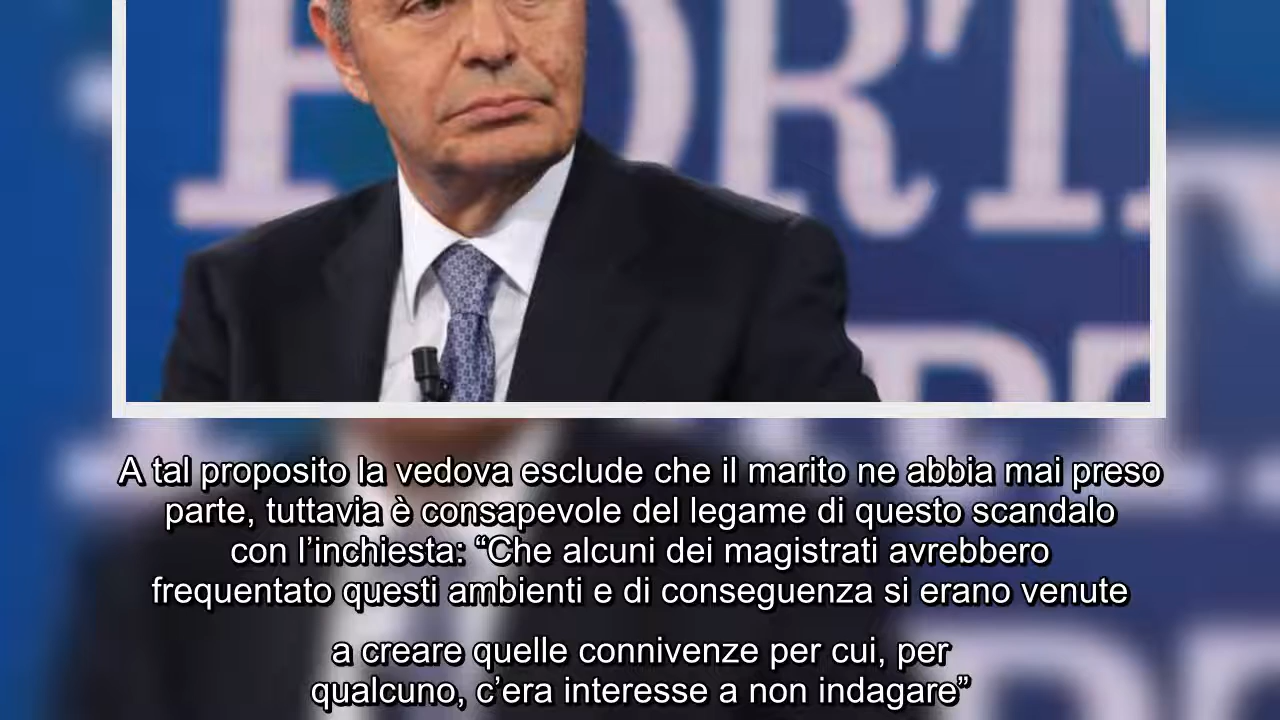 A tal proposito la vedova esclude che il marito ne abbia mai preso
parte, tuttavia è consapevole del legame di questo scandalo
con l’inchiesta: “Che alcuni dei magistrati avrebbero
frequentato questi ambienti e di conseguenza si erano venute
a creare quelle connivenze per cui, per
qualcuno, c’era interesse a non indagare”